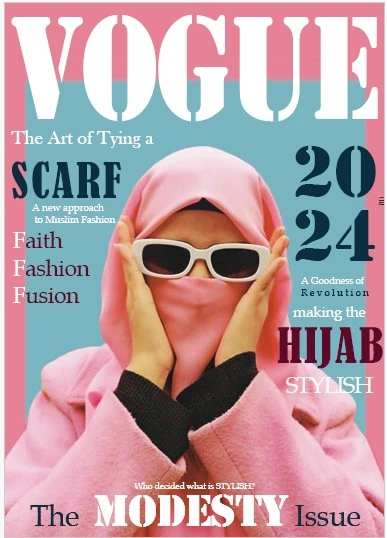 VOGUE
The Art of Tying a
SCARF
A new approach
to Muslim Fashion
Faith
Fashion
Fusion
20
24
A Goodness of
Revolution
making the
HIJAB
STYLISH
Who decided what is STYLISH?
The MODESTY Issue